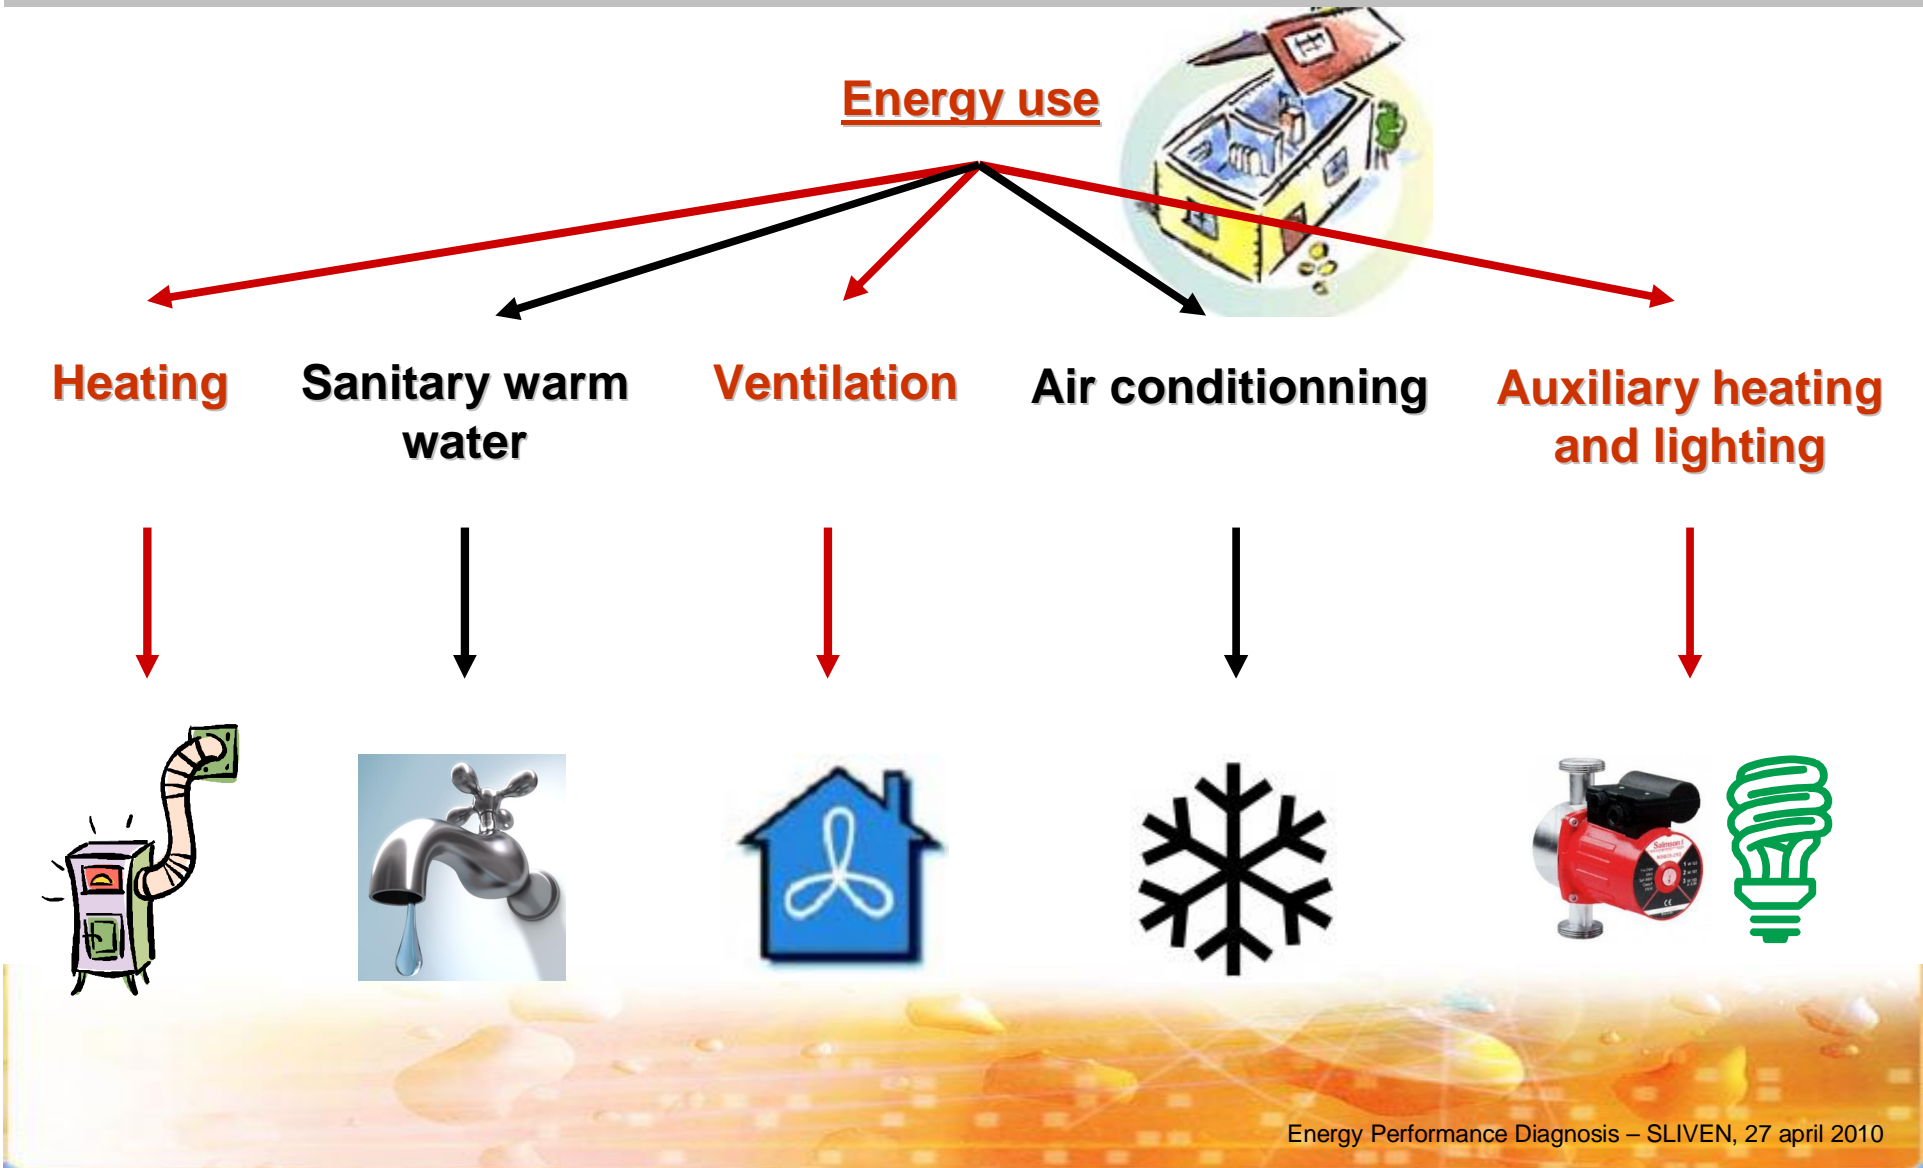 Energy use
Heating
Sanitary warm
water
Ventilation
Air conditionning
Auxiliary heating
and lighting
Salmson
Energy Performance Diagnosis – SLIVEN, 27 april 2010